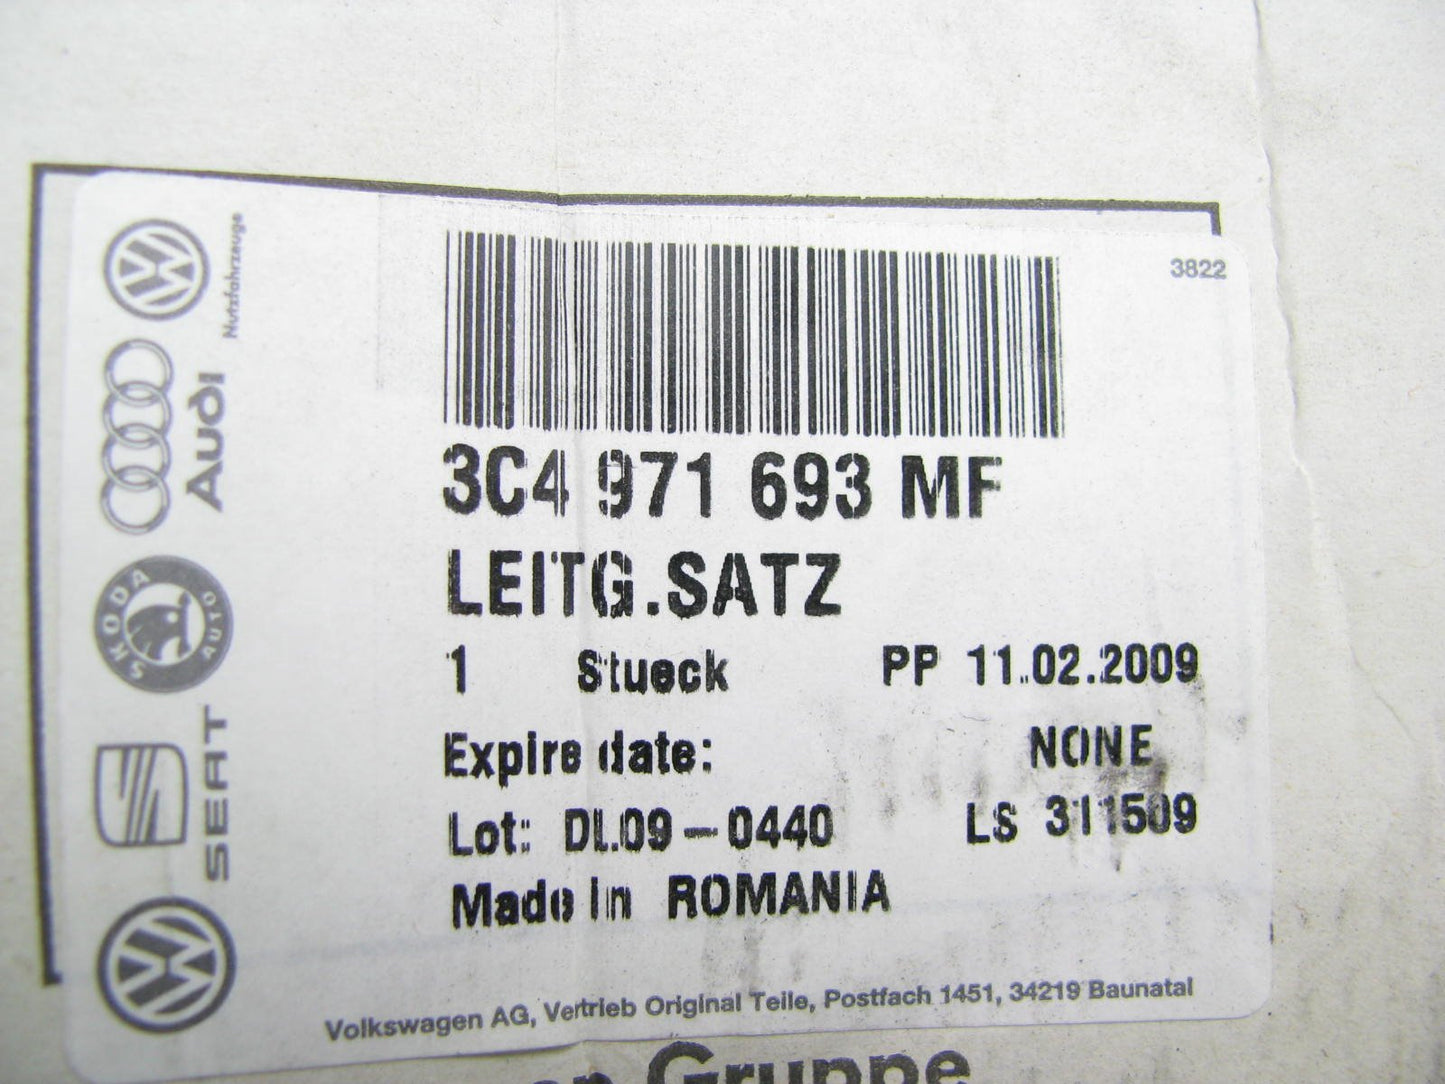 3822
Nutzfahrzeuge
Audi
SKODA
AUTO
SEAT
3C4 971 693 MF
LEITG.SATZ
1 Stueck PP 11.02.2009
Expire date: NONE
Lot: DL09-0440 LS 311509
Made in ROMANIA
Volkswagen AG, Vertrieb Original Teile, Postfach 1451, 34219 Baunatal
Gruppe